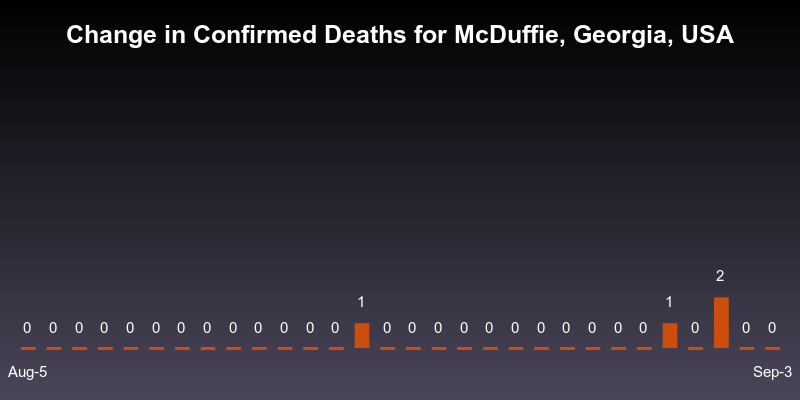 Change in Confirmed Deaths for McDuffie, Georgia, USA
2
1 1
0 0 0 0 0 0 0 0 0 0 0 0 0 0 0 0 0 0 0 0 0 0 0 0 0 0 0
Aug-5 Sep-3